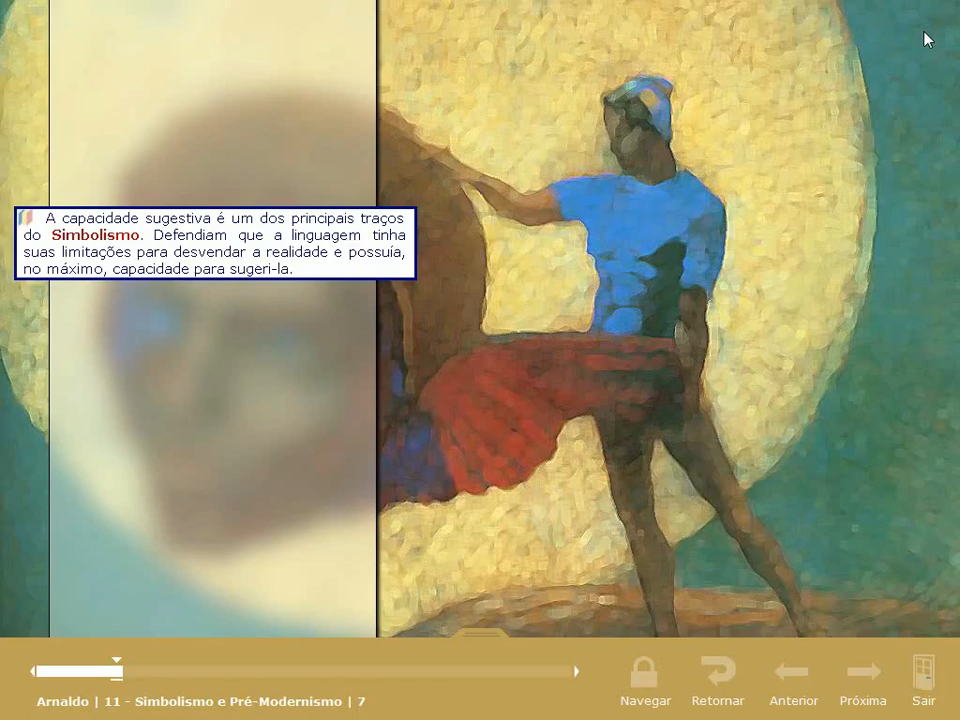 A capacidade sugestiva é um dos principais traços
do Simbolismo. Defendiam que a linguagem tinha
suas limitações para desvendar a realidade e possuía,
no máximo, capacidade para sugeri-la.
Navegar Retornar Anterior Próxima Sair
Arnaldo | 11 - Simbolismo e Pré-Modernismo | 7